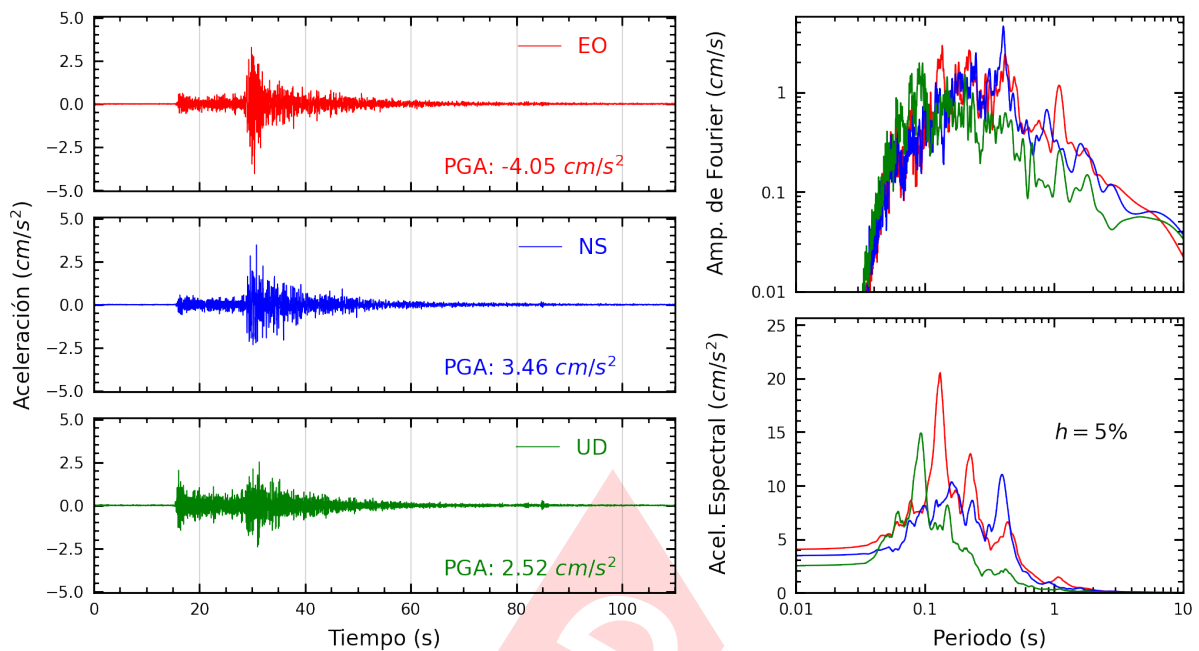 Aceleración (cm/s²)
5.0
2.5
0.0
−2.5
−5.0
EO
PGA: -4.05 cm/s²
5.0
2.5
0.0
−2.5
−5.0
NS
PGA: 3.46 cm/s²
5.0
2.5
0.0
−2.5
−5.0
UD
PGA: 2.52 cm/s²
0 20 40 60 80 100
Tiempo (s)
Amp. de Fourier (cm/s)
1
0.1
0.01
Acel. Espectral (cm/s²)
25
20
15
10
5
0
h = 5%
0.01 0.1 1 10
Periodo (s)